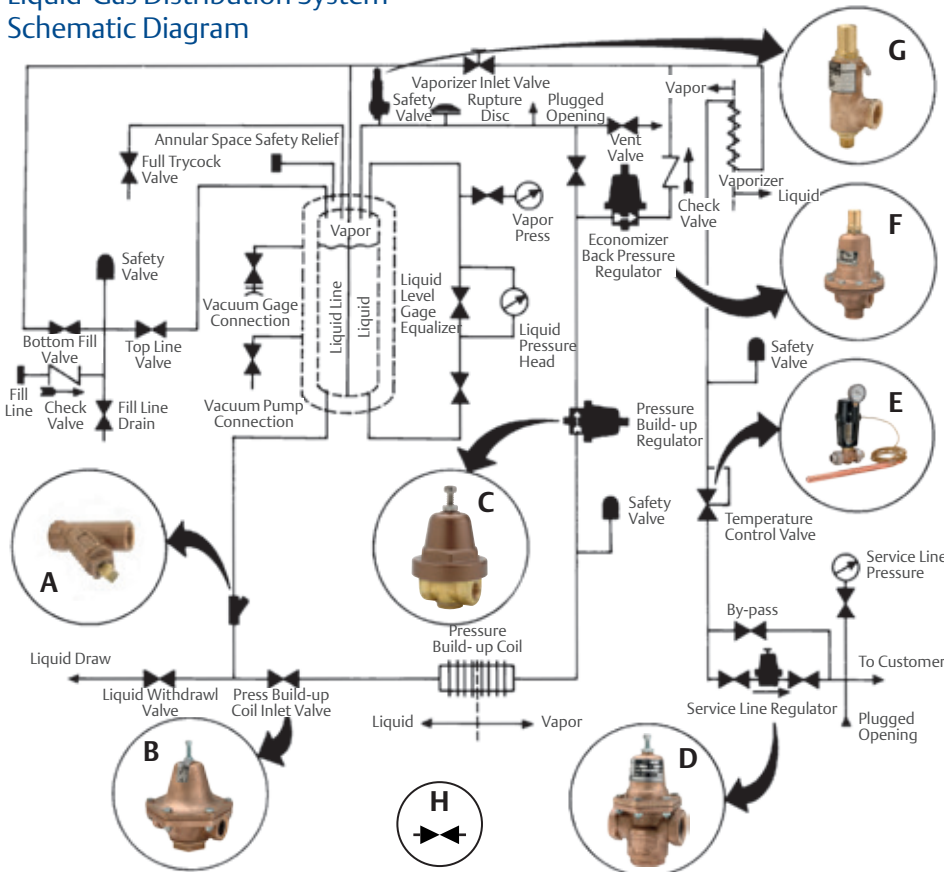 Liquid-Gas Distribution System
Schematic Diagram
G
Vaporizer Inlet Valve
Safety
Valve
Rupture
Disc
Plugged
Opening
Vapor
Annular Space Safety Relief
Full Trycock
Valve
Vent
Valve
Vaporizer
Liquid
Check
Valve
Vapor
Vapor
Press
Economizer
Back Pressure
Regulator
F
Safety
Valve
Vacuum Gage
Connection
Liquid Line
Liquid
Liquid
Level
Gage
Equalizer
Liquid
Pressure
Head
Bottom Fill
Valve
Top Line
Valve
Safety
Valve
Fill
Line
Check
Valve
Fill Line
Drain
Vacuum Pump
Connection
Pressure
Build- up
Regulator
E
C
Safety
Valve
Temperature
Control Valve
A
Service Line
Pressure
By-pass
Pressure
Build- up Coil
Liquid Draw
To Customer
Liquid Withdrawl
Valve
Press Build-up
Coil Inlet Valve
Service Line Regulator
Liquid
Vapor
Plugged
Opening
B
D
H